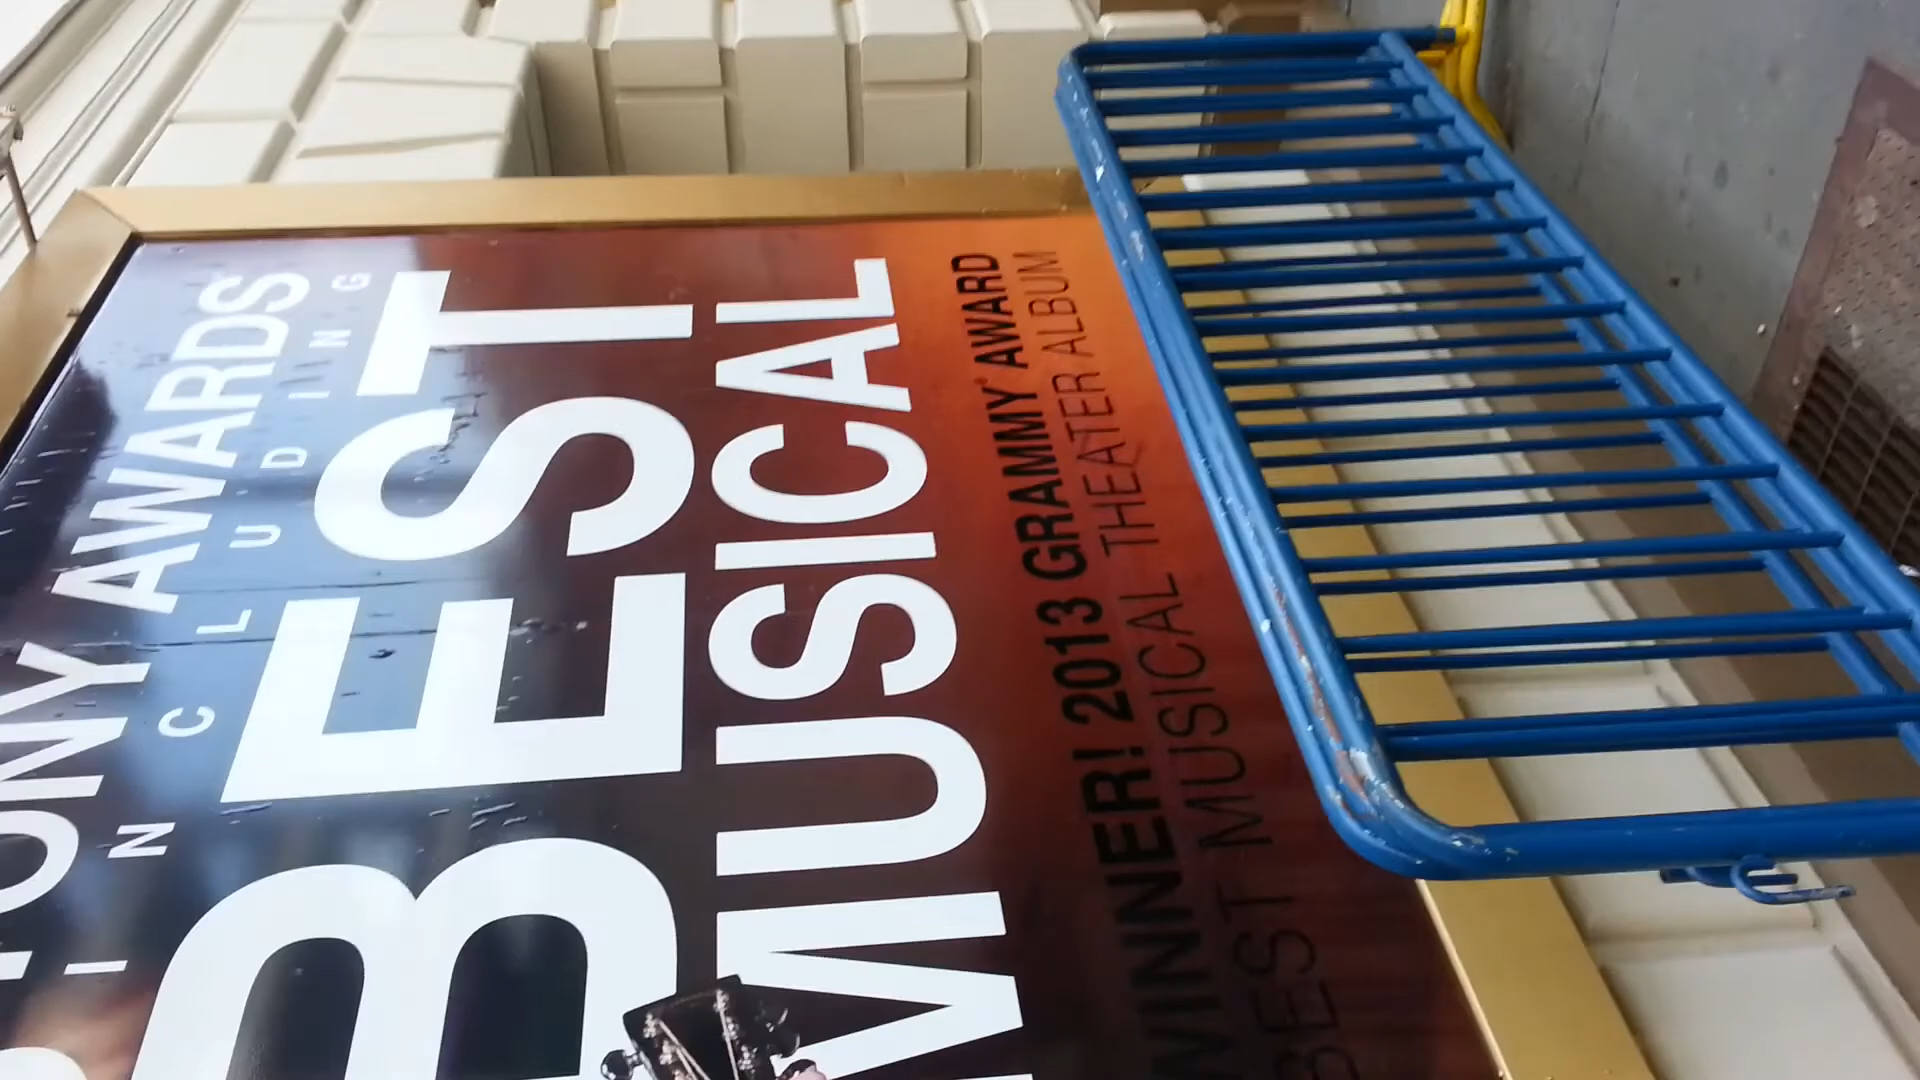 TONY AWARDS
INCLUDING
BEST
MUSICAL
WINNER! 2013 GRAMMY® AWARD
BEST MUSICAL THEATER ALBUM